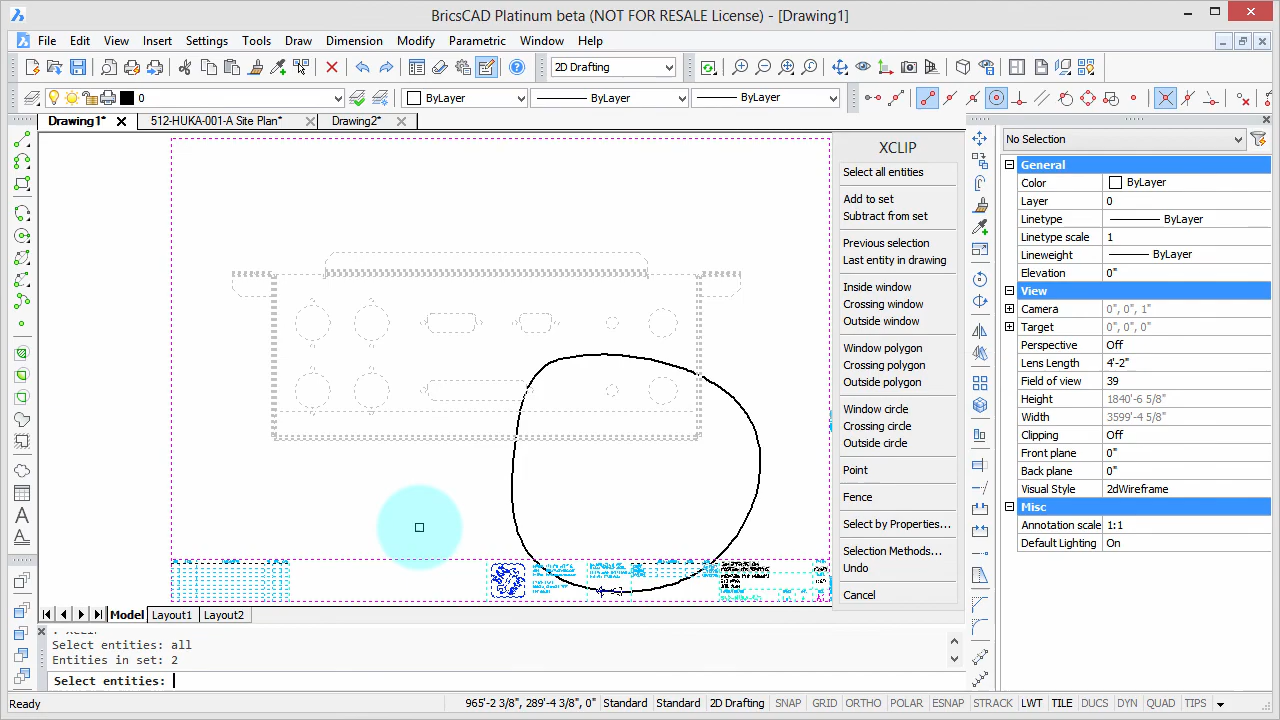 BricsCAD Platinum beta (NOT FOR RESALE License) - [Drawing1]
File Edit View Insert Settings Tools Draw Dimension Modify Parametric Window Help
2D Drafting
0 ByLayer ByLayer ByLayer
Drawing1* 512-HUKA-001-A Site Plan* Drawing2*
XCLIP
Select all entities
Add to set
Subtract from set
Previous selection
Last entity in drawing
Inside window
Crossing window
Outside window
Window polygon
Crossing polygon
Outside polygon
Window circle
Crossing circle
Outside circle
Point
Fence
Select by Properties...
Selection Methods...
Undo
Cancel
No Selection
General
Color ByLayer
Layer 0
Linetype ByLayer
Linetype scale 1
Lineweight ByLayer
Elevation 0"
View
Camera 0", 0", 1"
Target 0", 0", 0"
Perspective Off
Lens Length 4'-2"
Field of view 39
Height 1840'-6 5/8"
Clipping Off
Front plane 0"
Back plane 0"
Visual Style 2dWireframe
Misc
Annotation scale 1:1
Default Lighting On
Model Layout1 Layout2
Select entities: all
Entities in set: 2
Select entities:
Ready 965'-2 3/8", 289'-4 3/8", 0" Standard Standard 2D Drafting SNAP GRID ORTHO POLAR ESNAP STRACK LWT TILE DUCS DYN QUAD TIPS